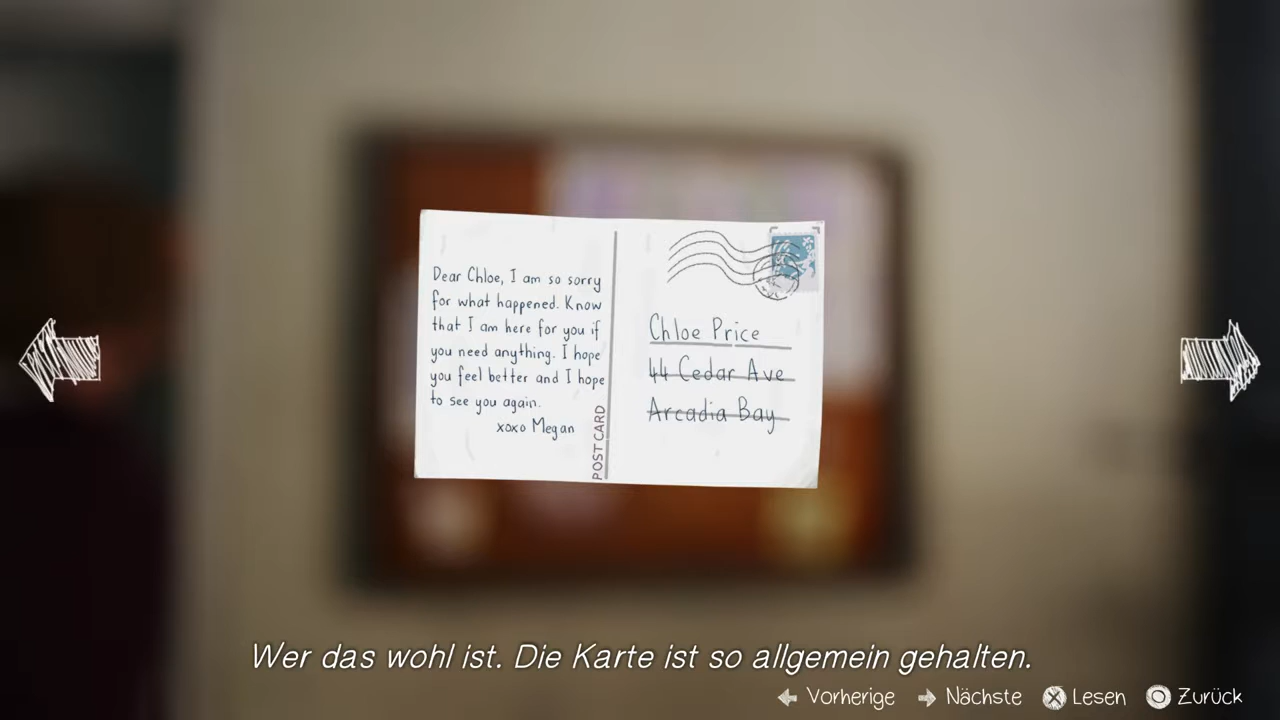 Dear Chloe, I am so sorry
for what happened. Know
that I am here for you if
you need anything. I hope
you feel better and I hope
to see you again.
xoxo Megan
POSTCARD
Chloe Price
44 Cedar Ave
Arcadia Bay
Wer das wohl ist. Die Karte ist so allgemein gehalten.
Vorherige Nächste Lesen Zurück